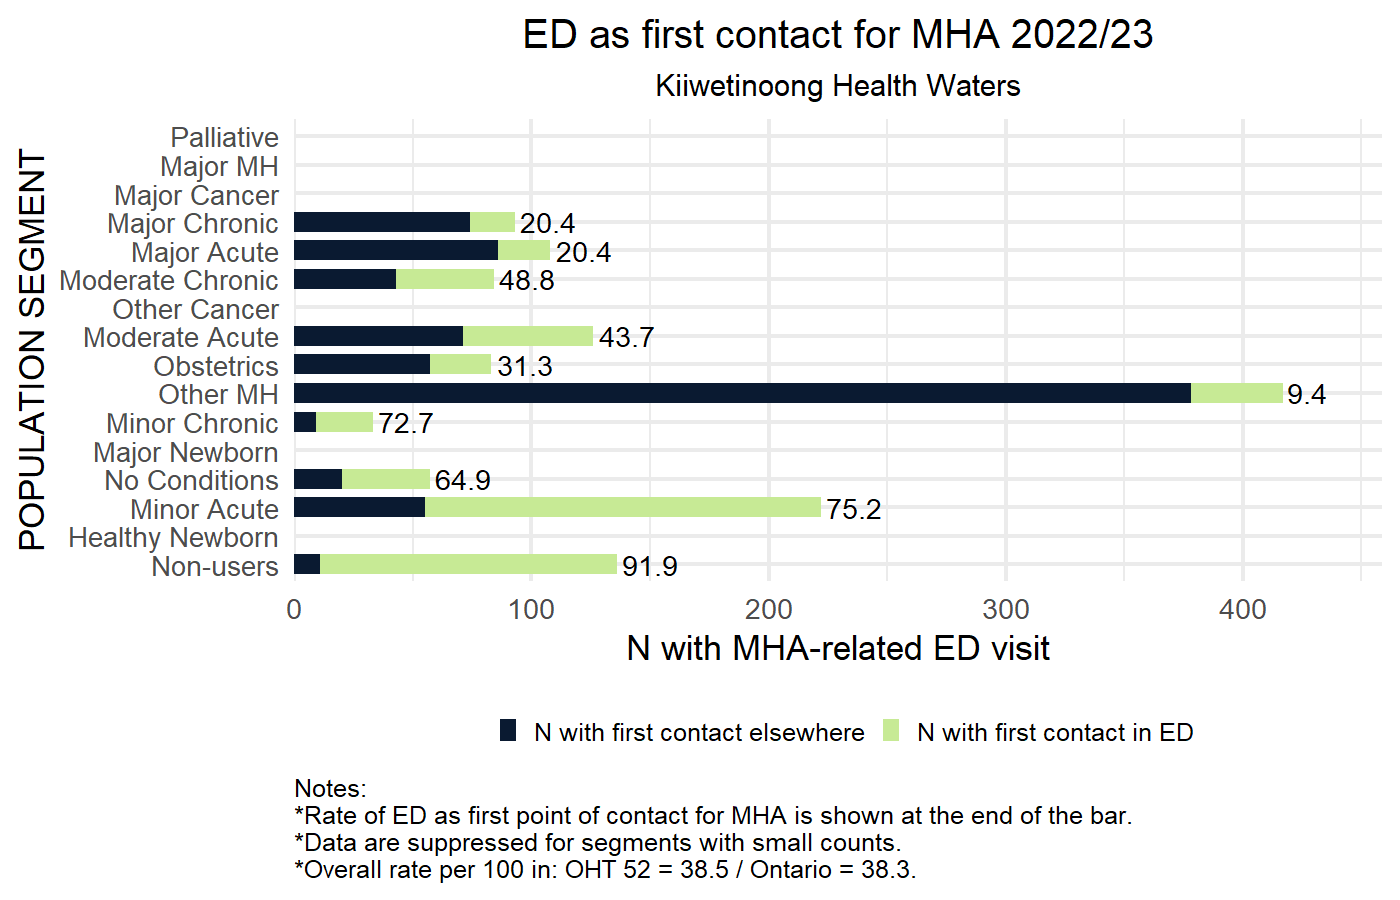 ED as first contact for MHA 2022/23
Kiiwetinoong Health Waters
POPULATION SEGMENT
Palliative
Major MH
Major Cancer
Major Chronic 20.4
Major Acute 20.4
Moderate Chronic 48.8
Other Cancer
Moderate Acute 43.7
Obstetrics 31.3
Other MH 9.4
Minor Chronic 72.7
Major Newborn
No Conditions 64.9
Minor Acute 75.2
Healthy Newborn
Non-users 91.9
0 100 200 300 400
N with MHA-related ED visit
N with first contact elsewhere N with first contact in ED
Notes:
*Rate of ED as first point of contact for MHA is shown at the end of the bar.
*Data are suppressed for segments with small counts.
*Overall rate per 100 in: OHT 52 = 38.5 / Ontario = 38.3.